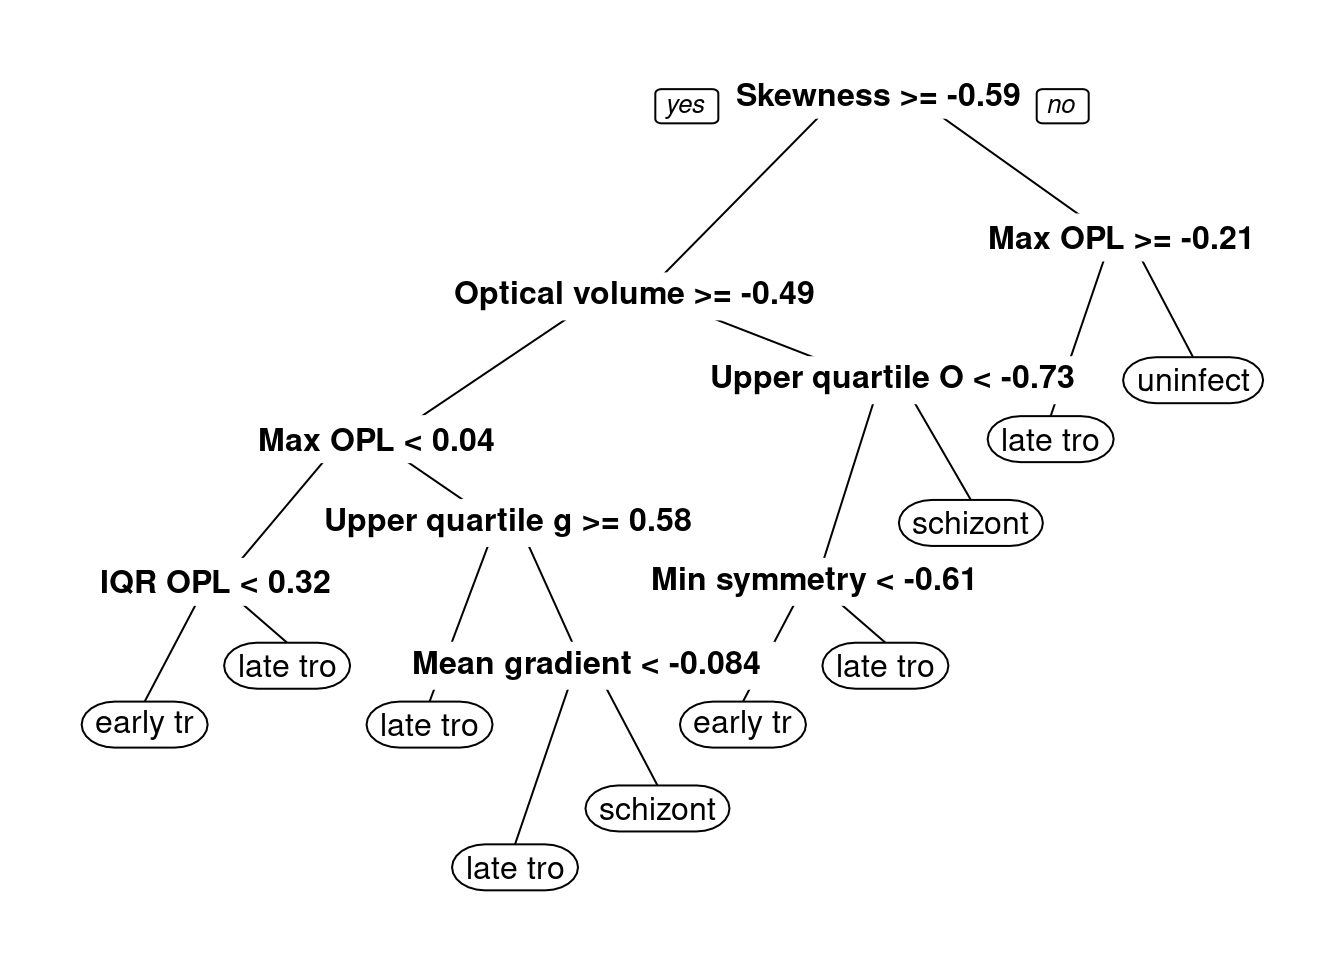 yes Skewness >= -0.59 no
Max OPL >= -0.21
Optical volume >= -0.49
Upper quartile O < -0.73
uninfect
Max OPL < 0.04
late tro
Upper quartile g >= 0.58
schizont
IQR OPL < 0.32
Min symmetry < -0.61
late tro
Mean gradient < -0.084
late tro
early tr
late tro
early tr
schizont
late tro